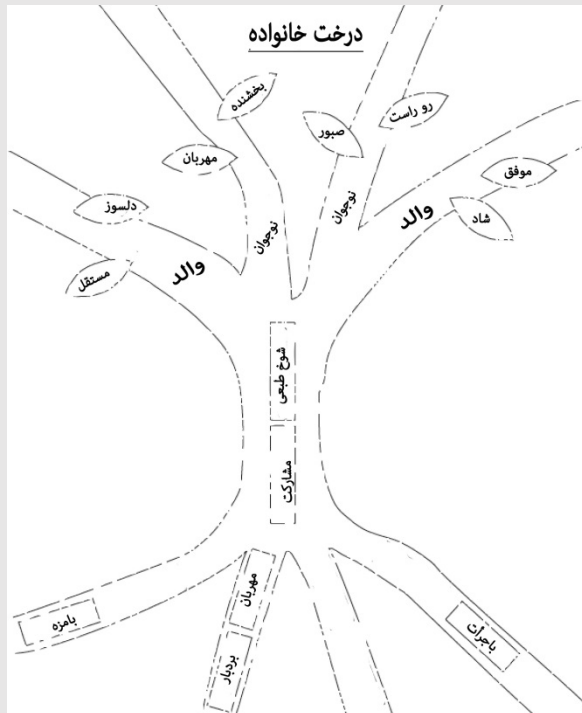 درخت خانواده
بخشنده
رو راست
صبور
مهربان
موفق
دلسوز
شاد
مستقل
والد
نوجوان
نوجوان
والد
شوخ طبعی
مشارکت
مهربان
بردبار
بامزه
باجرأت